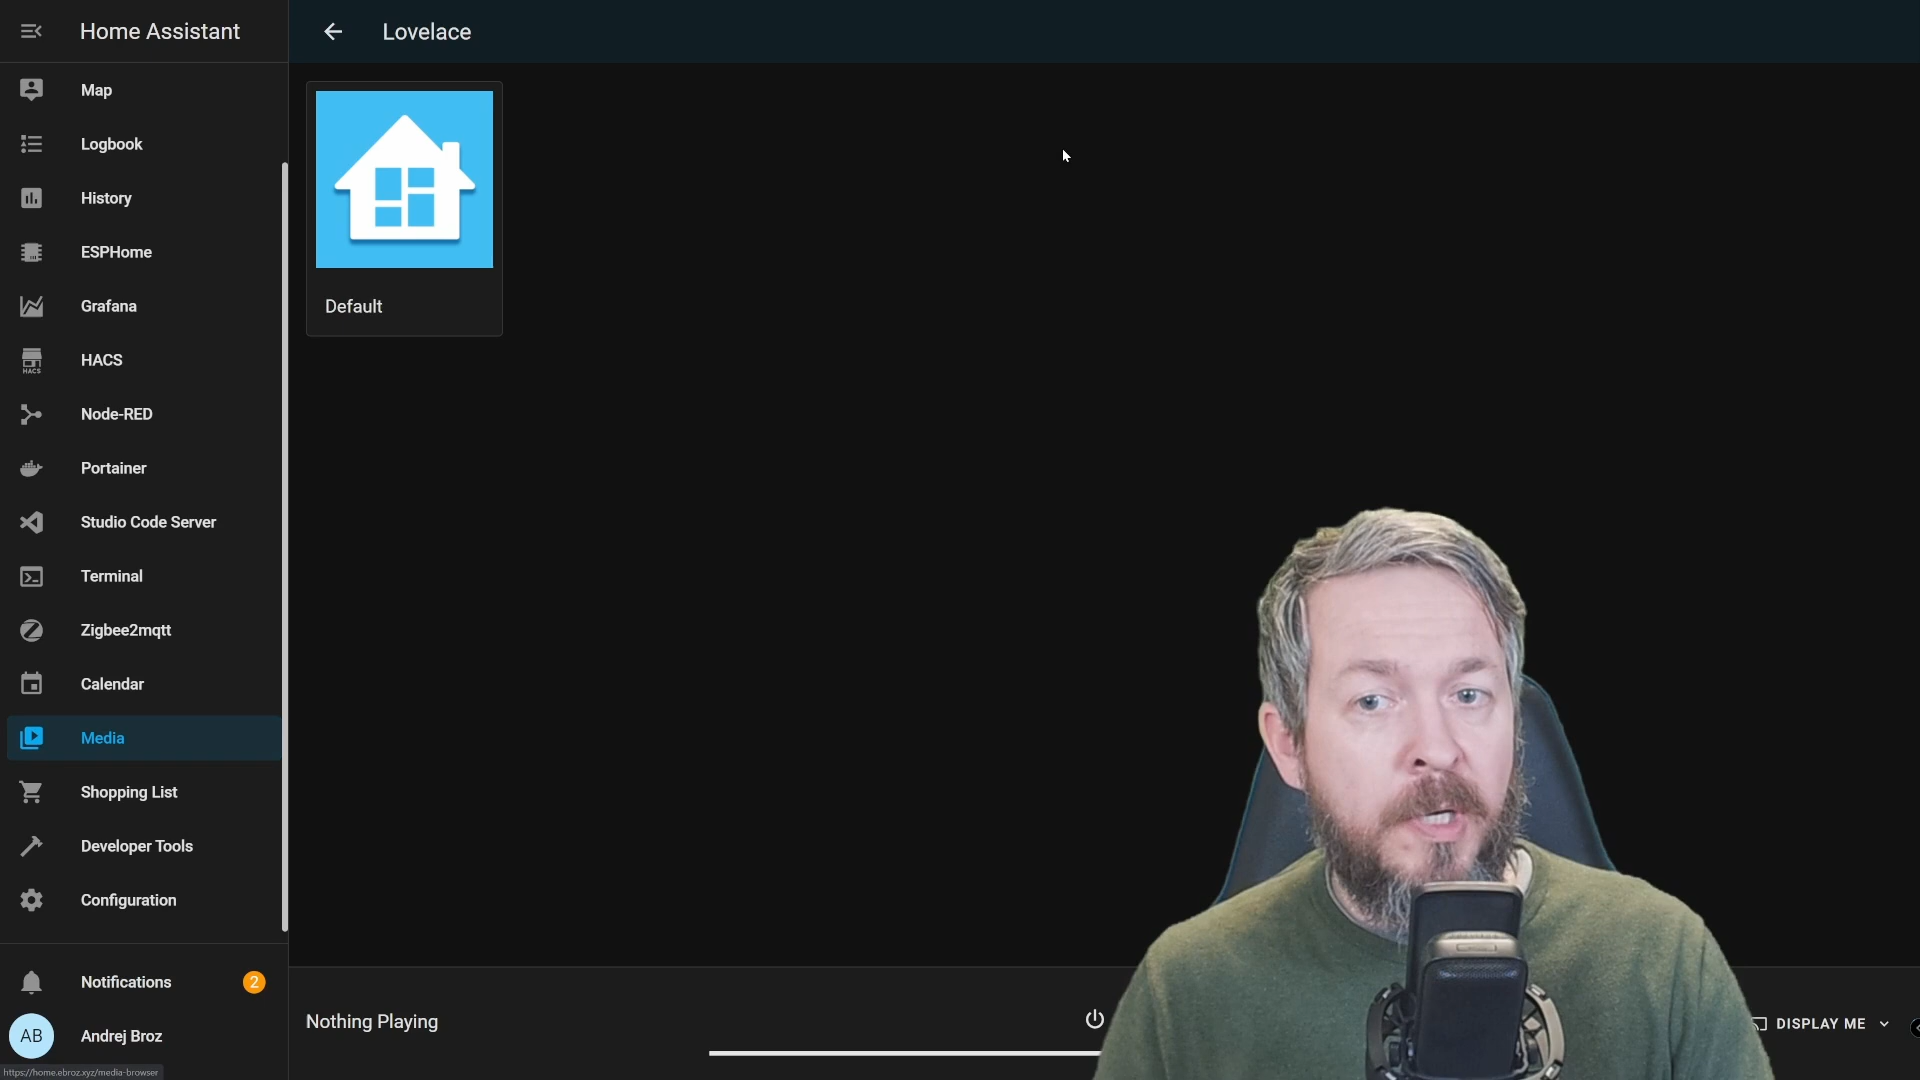 Home Assistant
Lovelace
Map
Logbook
History
ESPHome
Grafana
HACS
HACS
Node-RED
Portainer
Studio Code Server
Terminal
Zigbee2mqtt
Calendar
Media
Shopping List
Developer Tools
Configuration
Notifications
2
AB
Andrej Broz
https://home.ebroz.xyz/media-browser
Default
Nothing Playing
DISPLAY ME